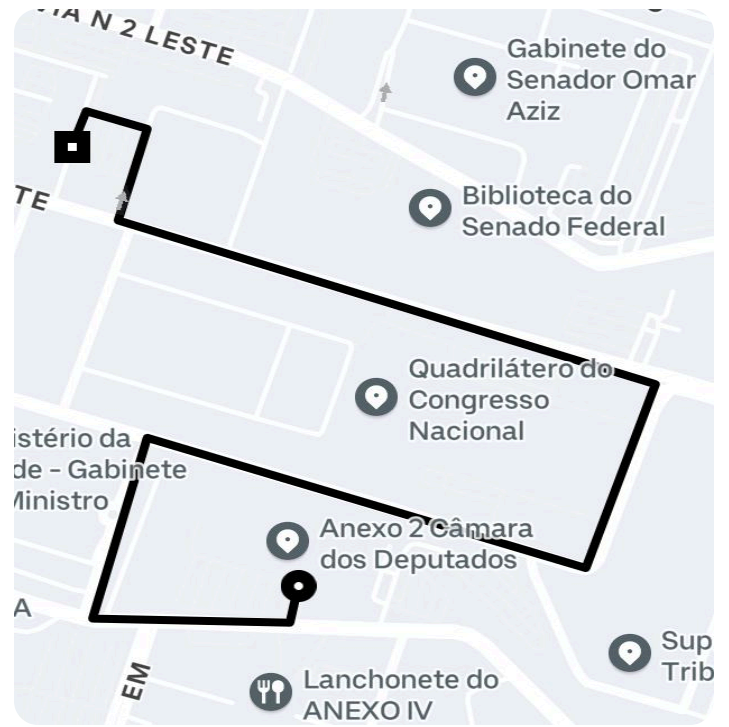 VIA N 2 LESTE
Gabinete do
Senador Omar
Aziz
TE
Biblioteca do
Senado Federal
Quadrilátero do
Congresso
Nacional
istério da
de - Gabinete
Ministro
Anexo 2 Câmara
dos Deputados
A
EM
Sup
Trib
Lanchonete do
ANEXO IV